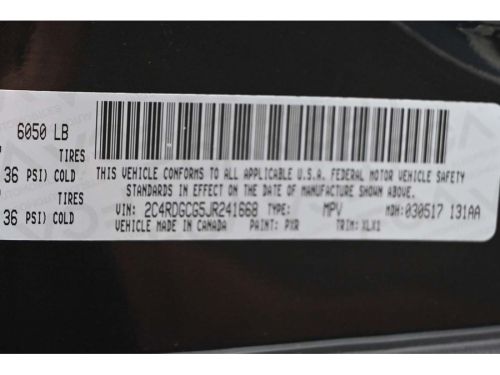 6050 LB
TIRES
36 PSI) COLD
TIRES
36 PSI) COLD
THIS VEHICLE CONFORMS TO ALL APPLICABLE U.S.A. FEDERAL MOTOR VEHICLE SAFETY
STANDARDS IN EFFECT ON THE DATE OF MANUFACTURE SHOWN ABOVE.
VIN: 2C4RDGCG5JR241668 TYPE: MPV MDH: 030517 131AA
VEHICLE MADE IN CANADA PAINT: PXR TRIM: XLX1